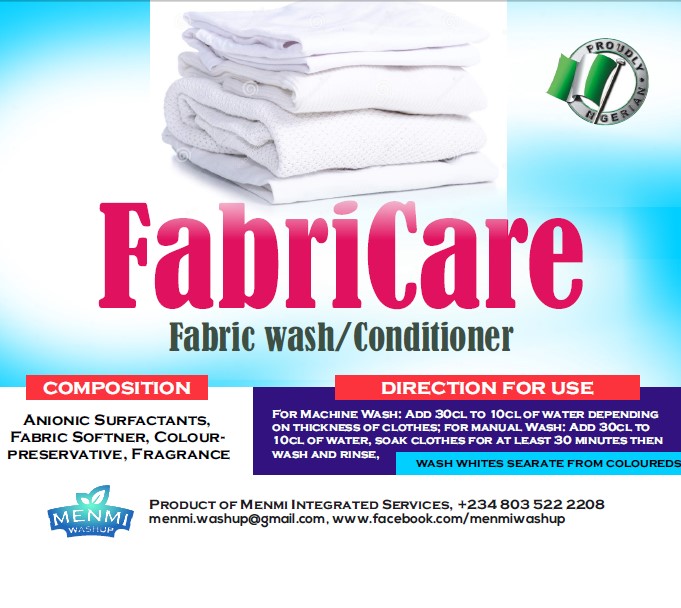 PROUDLY NIGERIAN
FabriCare
Fabric wash/Conditioner
COMPOSITION
ANIONIC SURFACTANTS,
FABRIC SOFTNER, COLOUR-
PRESERVATIVE, FRAGRANCE
DIRECTION FOR USE
FOR MACHINE WASH: ADD 30CL TO 10CL OF WATER DEPENDING
ON THICKNESS OF CLOTHES; FOR MANUAL WASH: ADD 30CL TO
10CL OF WATER, SOAK CLOTHES FOR AT LEAST 30 MINUTES THEN
WASH AND RINSE,
WASH WHITES SEARATE FROM COLOUREDS
MENMI
WASHUP
PRODUCT OF MENMI INTEGRATED SERVICES, +234 803 522 2208
menmi.washup@gmail.com, www.facebook.com/menmiwashup